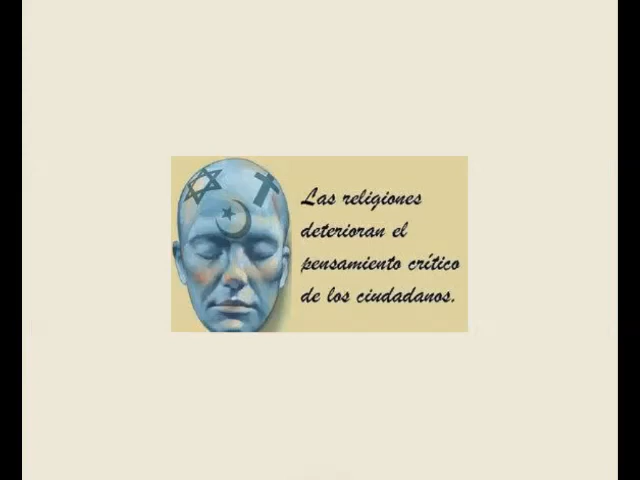 Las religiones
deterioran el
pensamiento crítico
de los ciudadanos.